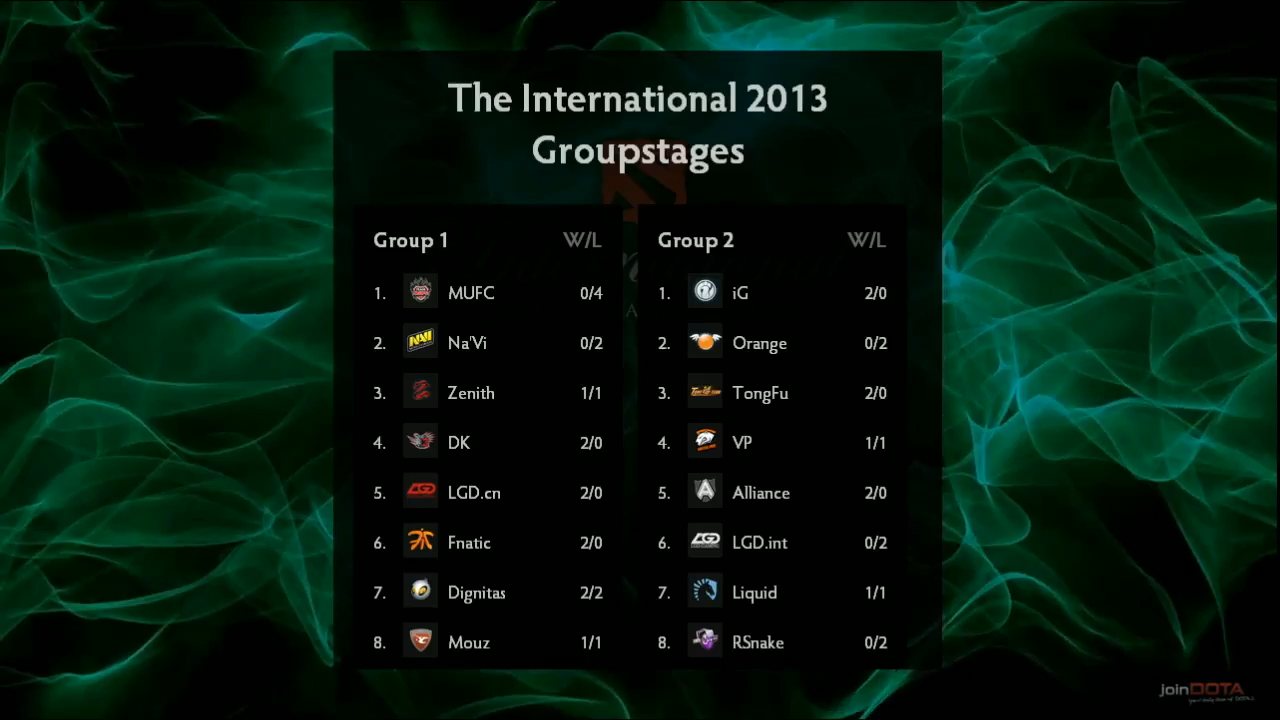 The International 2013
Groupstages
Group 1 W/L
1. MUFC 0/4
2. Na'Vi 0/2
3. Zenith 1/1
4. DK 2/0
5. LGD.cn 2/0
6. Fnatic 2/0
7. Dignitas 2/2
8. Mouz 1/1
Group 2 W/L
1. iG 2/0
2. Orange 0/2
3. TongFu 2/0
4. VP 1/1
5. Alliance 2/0
6. LGD.int 0/2
7. Liquid 1/1
8. RSnake 0/2
joinDOTA